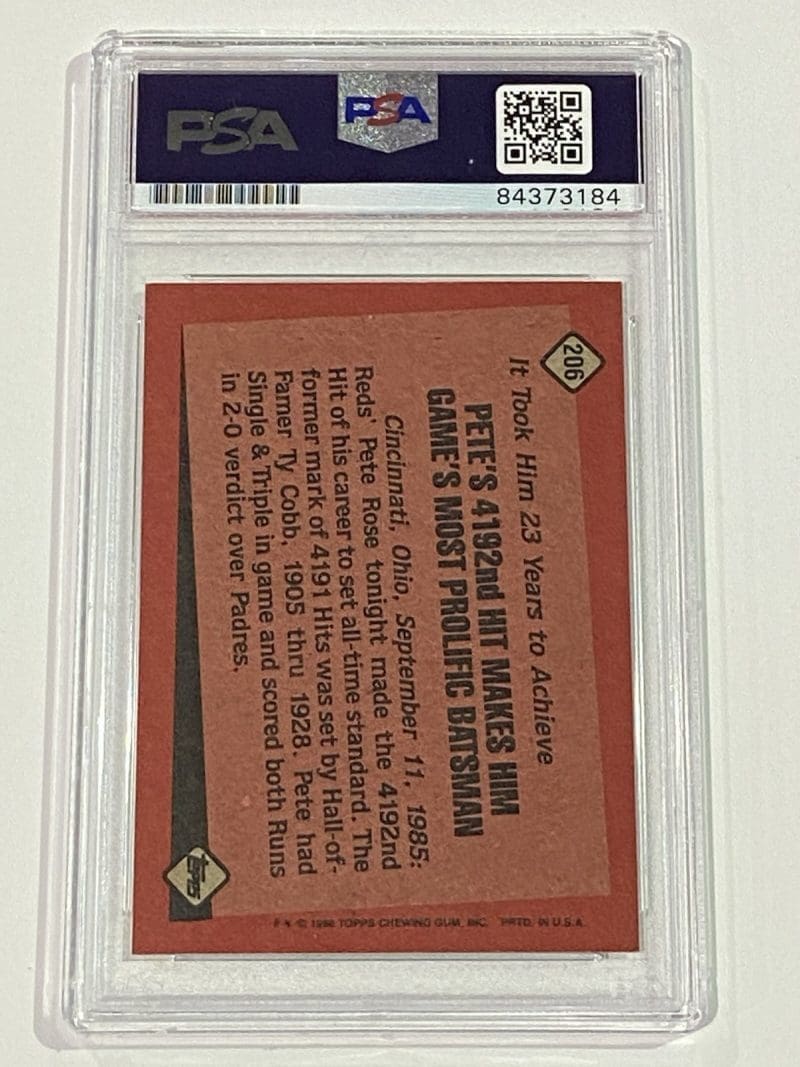 PSA
PSA
84373184
206
It Took Him 23 Years to Achieve
PETE'S 4192nd HIT MAKES HIM
GAME'S MOST PROLIFIC BATSMAN
Cincinnati, Ohio, September 11, 1985:
Reds' Pete Rose tonight made the 4192nd
Hit of his career to set all-time standard. The
former mark of 4191 Hits was set by Hall-of-
Famer Ty Cobb, 1905 thru 1928. Pete had
Single & Triple in game and scored both Runs
in 2-0 verdict over Padres.
topps
© 1986 TOPPS CHEWING GUM, INC. PRTD. IN U.S.A.